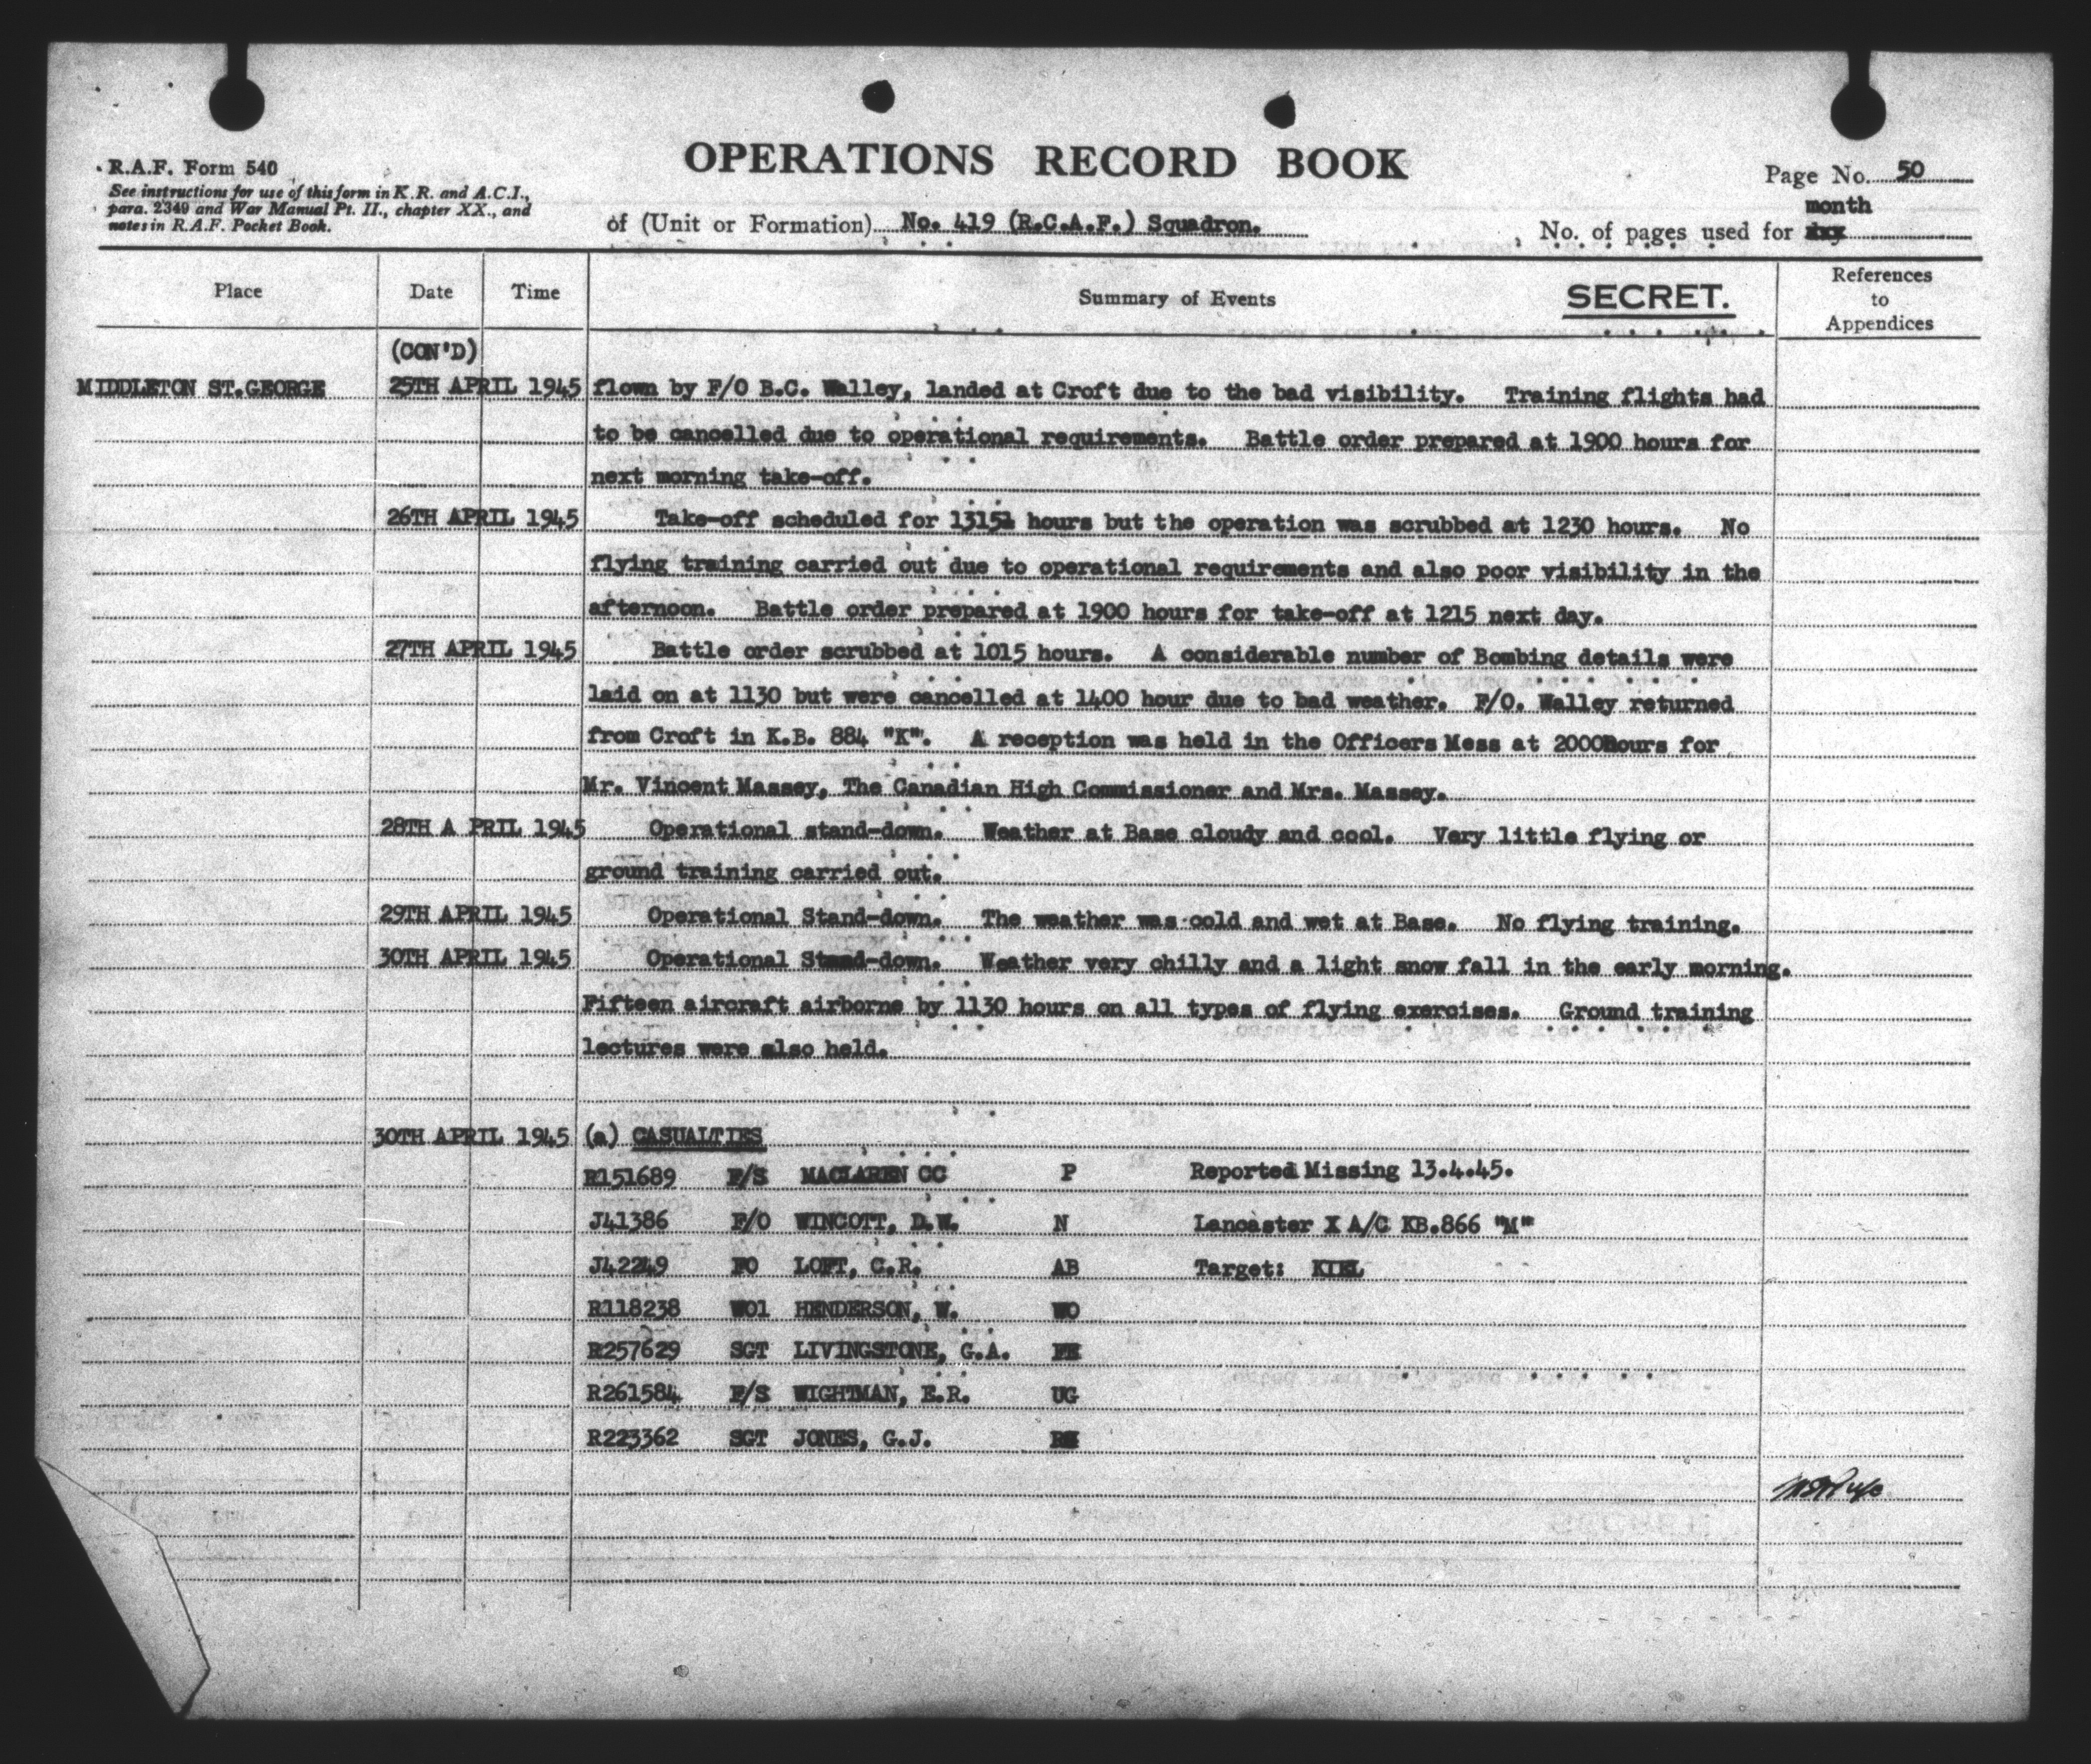 R.A.F. Form 540
See instructions for use of this form in K.R. and A.C.I.,
para. 2349 and War Manual Pt. II., chapter XX., and
notes in R.A.F. Pocket Book.
OPERATIONS RECORD BOOK
of (Unit or Formation) No. 419 (R.C.A.F.) Squadron.
Page No. 50
month
No. of pages used for day
Place Date Time Summary of Events SECRET. References to Appendices
(CON'D)
MIDDLETON ST.GEORGE 25TH APRIL 1945 flown by F/O B.C. Walley, landed at Croft due to the bad visibility. Training flights had
to be cancelled due to operational requirements. Battle order prepared at 1900 hours for
next morning take-off.
26TH APRIL 1945 Take-off scheduled for 1315 hours but the operation was scrubbed at 1230 hours. No
flying training carried out due to operational requirements and also poor visibility in the
afternoon. Battle order prepared at 1900 hours for take-off at 1215 next day.
27TH APRIL 1945 Battle order scrubbed at 1015 hours. A considerable number of Bombing details were
laid on at 1130 but were cancelled at 1400 hour due to bad weather. F/O. Walley returned
from Croft in K.B. 884 "K". A reception was held in the Officers Mess at 2000hours for
Mr. Vincent Massey, The Canadian High Commissioner and Mrs. Massey.
28TH A PRIL 1945 Operational stand-down. Weather at Base cloudy and cool. Very little flying or
ground training carried out.
29TH APRIL 1945 Operational Stand-down. The weather was cold and wet at Base. No flying training.
30TH APRIL 1945 Operational Stand-down. Weather very chilly and a light snow fall in the early morning.
Fifteen aircraft airborne by 1130 hours on all types of flying exercises. Ground training
lectures were also held.
30TH APRIL 1945 (a) CASUALTIES
R151689 F/S MACLAREN CC P Reported Missing 13.4.45.
J41386 F/O WINCOTT, D.W. N Lancaster X A/C KB.866 "M"
J42249 FO LOFT, C.R. AB Target: KIEL
R118238 WO1 HENDERSON, W. WO
R257629 SGT LIVINGSTONE, G.A. FE
R261584 F/S WIGHTMAN, E.R. UG
R223362 SGT JONES, G.J.